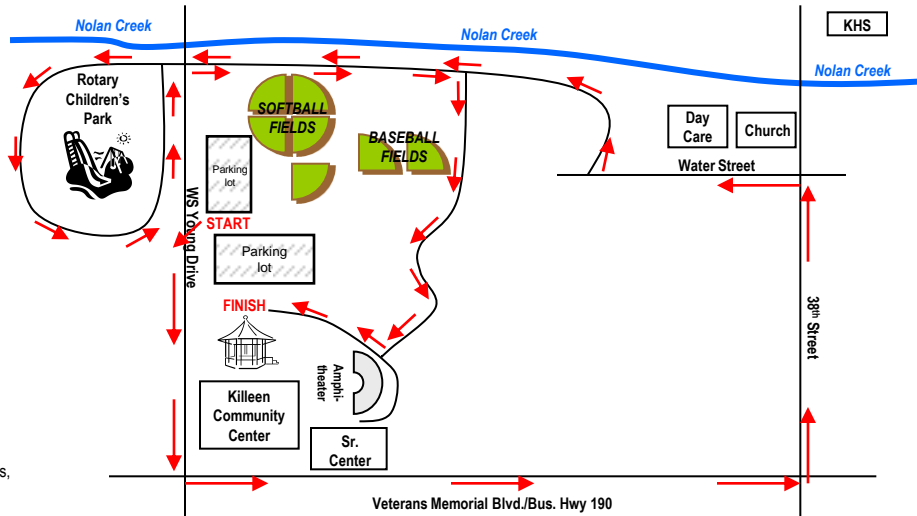 Nolan Creek
Nolan Creek
KHS
Nolan Creek
Rotary
Children's
Park
SOFTBALL
FIELDS
BASEBALL
FIELDS
Day
Care
Church
Water Street
Parking
lot
WS Young Drive
START
Parking
lot
FINISH
38th Street
Amphi-
theater
Killeen
Community
Center
Sr.
Center
s,
Veterans Memorial Blvd./Bus. Hwy 190